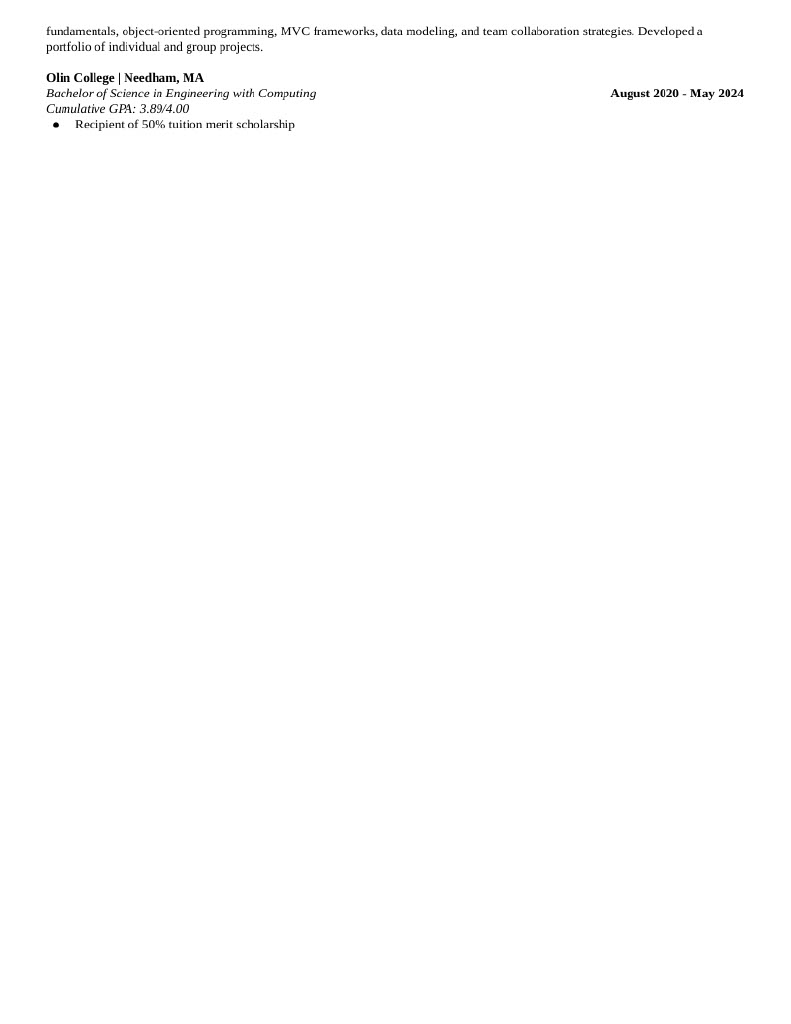 fundamentals, object-oriented programming, MVC frameworks, data modeling, and team collaboration strategies. Developed a
portfolio of individual and group projects.
Olin College | Needham, MA
Bachelor of Science in Engineering with Computing August 2020 - May 2024
Cumulative GPA: 3.89/4.00
● Recipient of 50% tuition merit scholarship